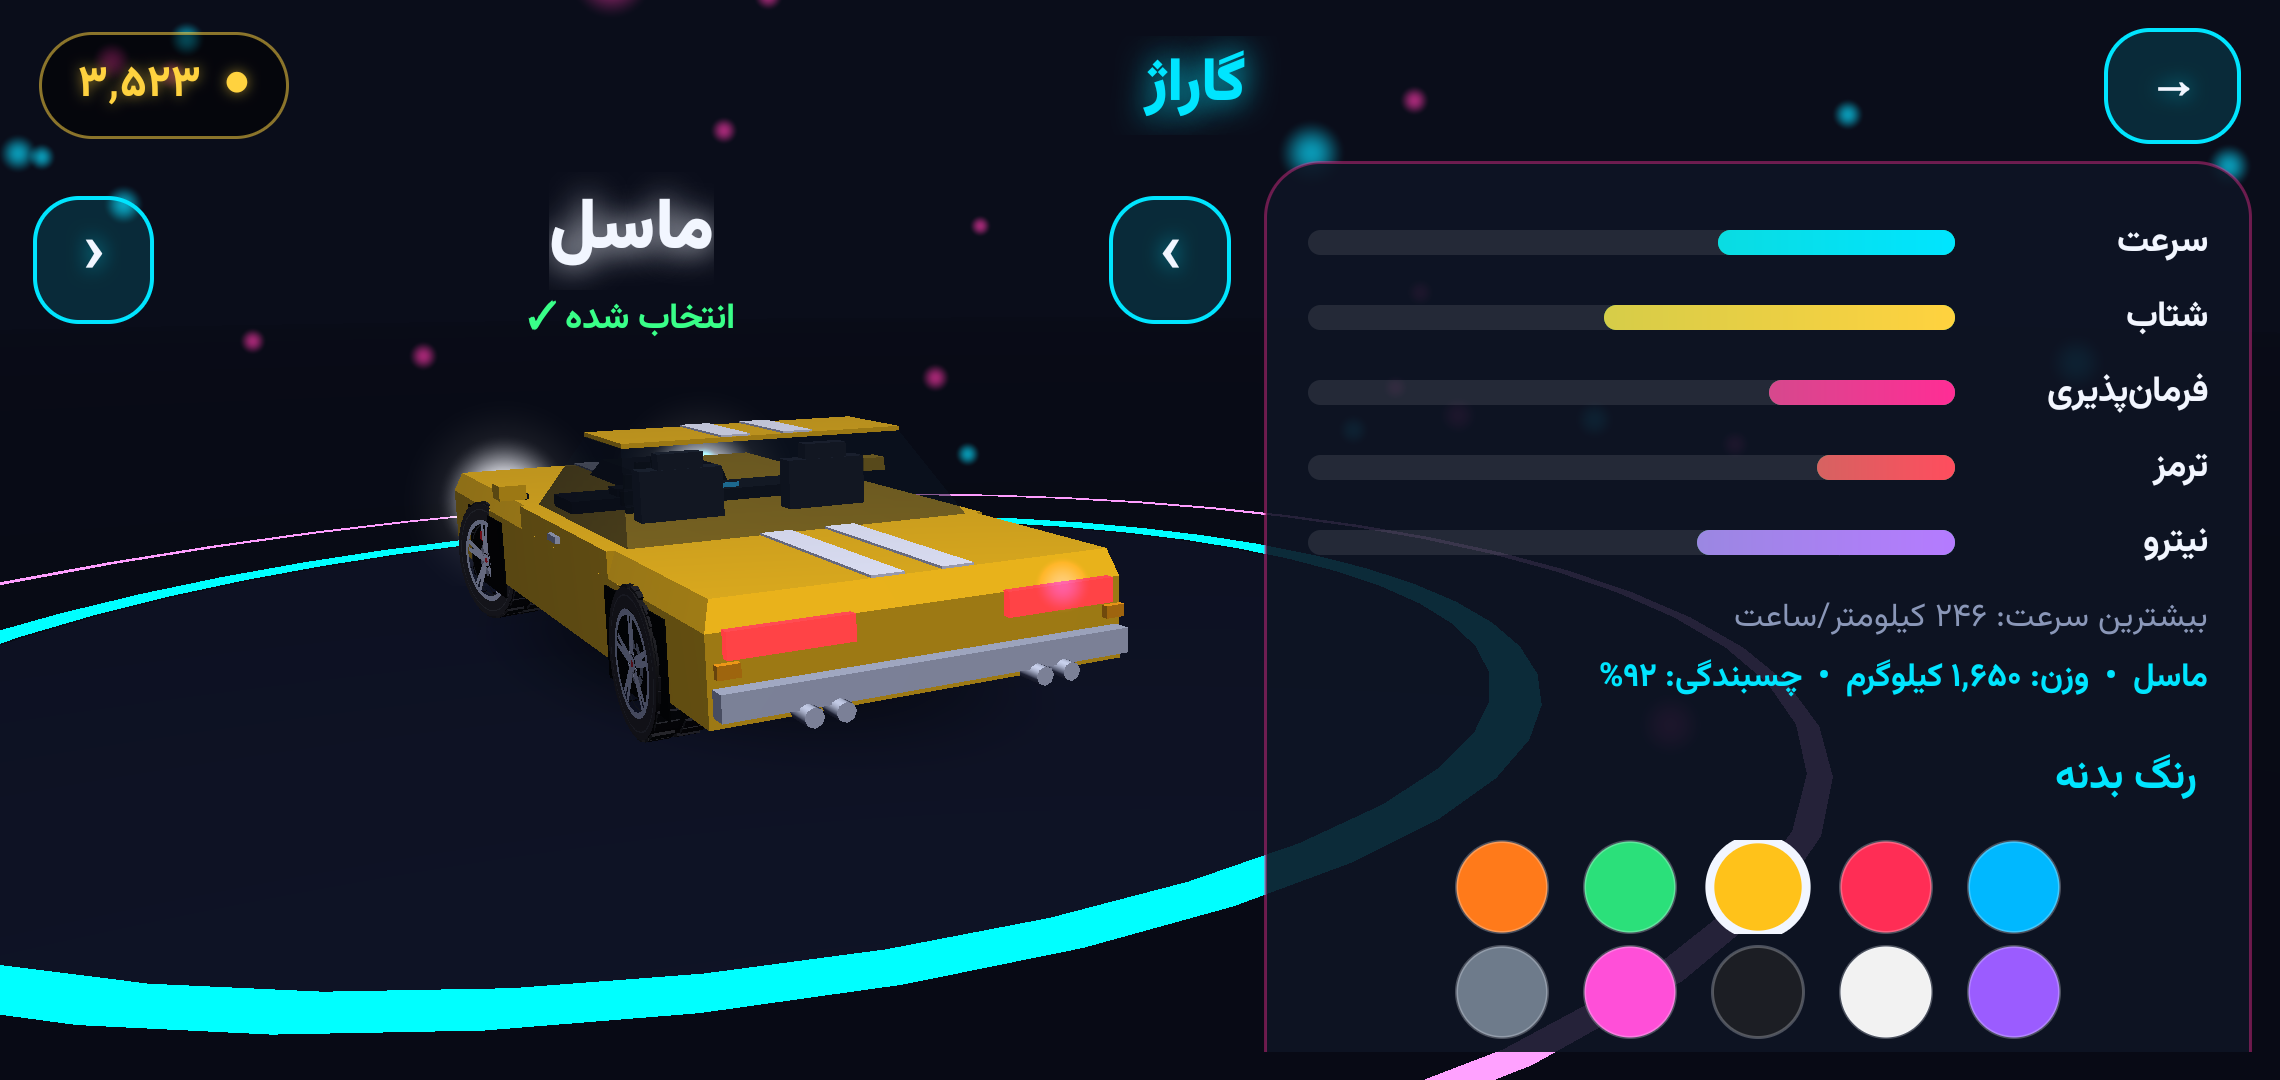 گاراژ
۳,۵۲۳
ماسل
انتخاب شده ✓
سرعت
شتاب
فرمان‌پذیری
ترمز
نیترو
بیشترین سرعت: ۲۴۶ کیلومتر/ساعت
ماسل • وزن: ۱,۶۵۰ کیلوگرم • چسبندگی: ۹۲%
رنگ بدنه